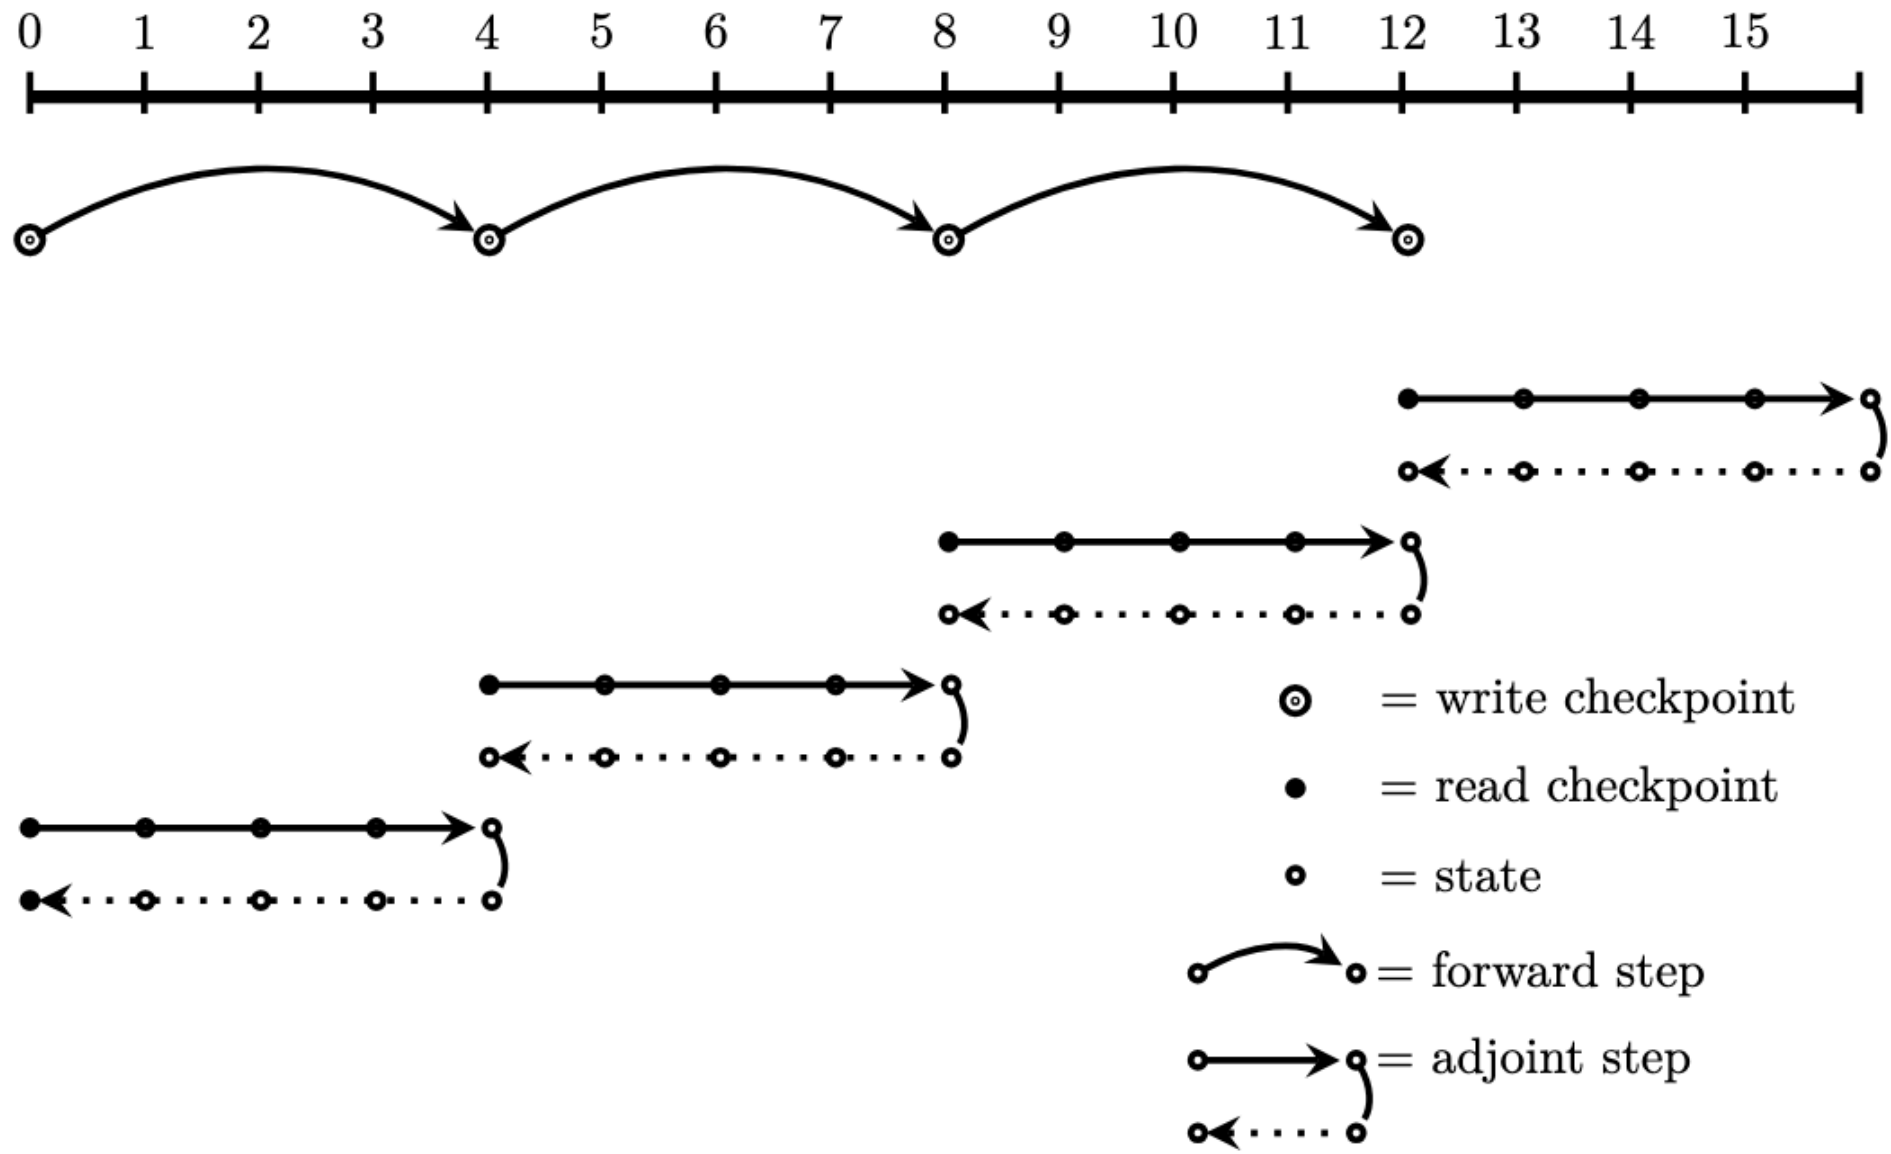 0 1 2 3 4 5 6 7 8 9 10 11 12 13 14 15
= write checkpoint
= read checkpoint
= state
= forward step
= adjoint step